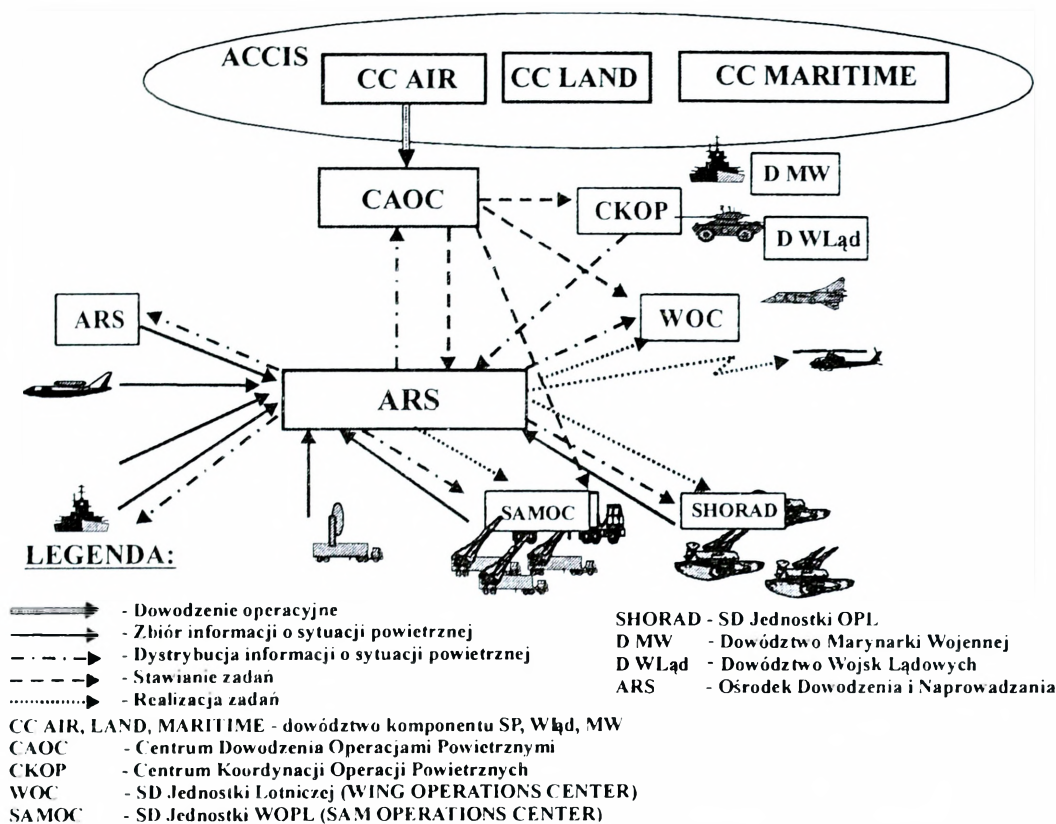 ACCIS
CC AIR
CC LAND
CC MARITIME
CAOC
CKOP
D MW
D WLąd
ARS
WOC
ARS
SAMOC
SHORAD
LEGENDA:
- Dowodzenie operacyjne
- Zbiór informacji o sytuacji powietrznej
- Dystrybucja informacji o sytuacji powietrznej
- Stawianie zadań
- Realizacja zadań
SHORAD - SD Jednostki OPL
D MW - Dowództwo Marynarki Wojennej
D WLąd - Dowództwo Wojsk Lądowych
ARS - Ośrodek Dowodzenia i Naprowadzania
CC AIR, LAND, MARITIME - dowództwo komponentu SP, WLąd, MW
CAOC - Centrum Dowodzenia Operacjami Powietrznymi
CKOP - Centrum Koordynacji Operacji Powietrznych
WOC - SD Jednostki Lotniczej (WING OPERATIONS CENTER)
SAMOC - SD Jednostki WOPL (SAM OPERATIONS CENTER)